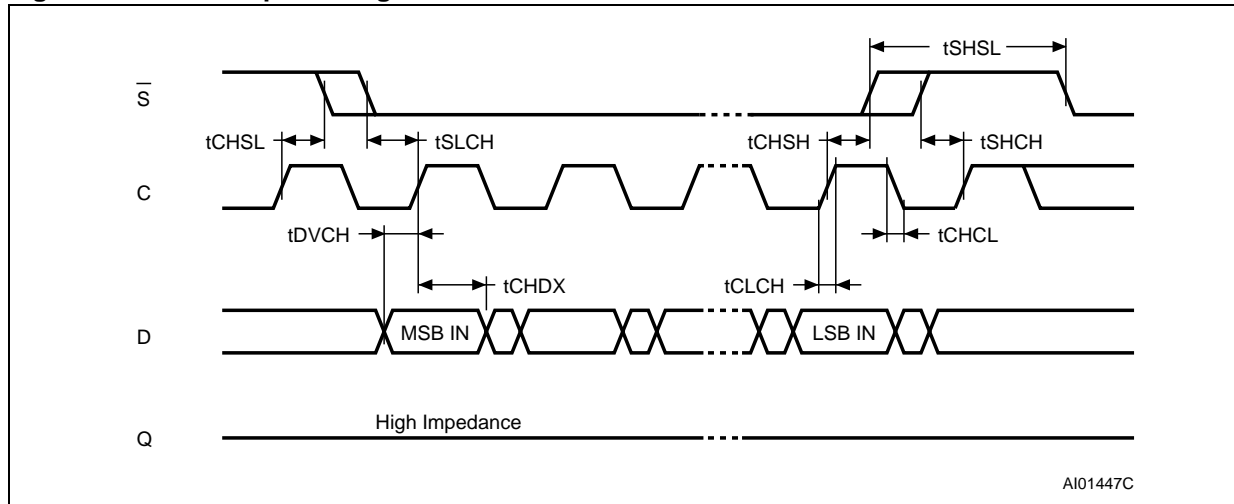 tSHSL
S
tCHSL
tSLCH
tCHSH
tSHCH
C
tDVCH
tCHCL
tCHDX
tCLCH
D
MSB IN
LSB IN
High Impedance
Q
AI01447C